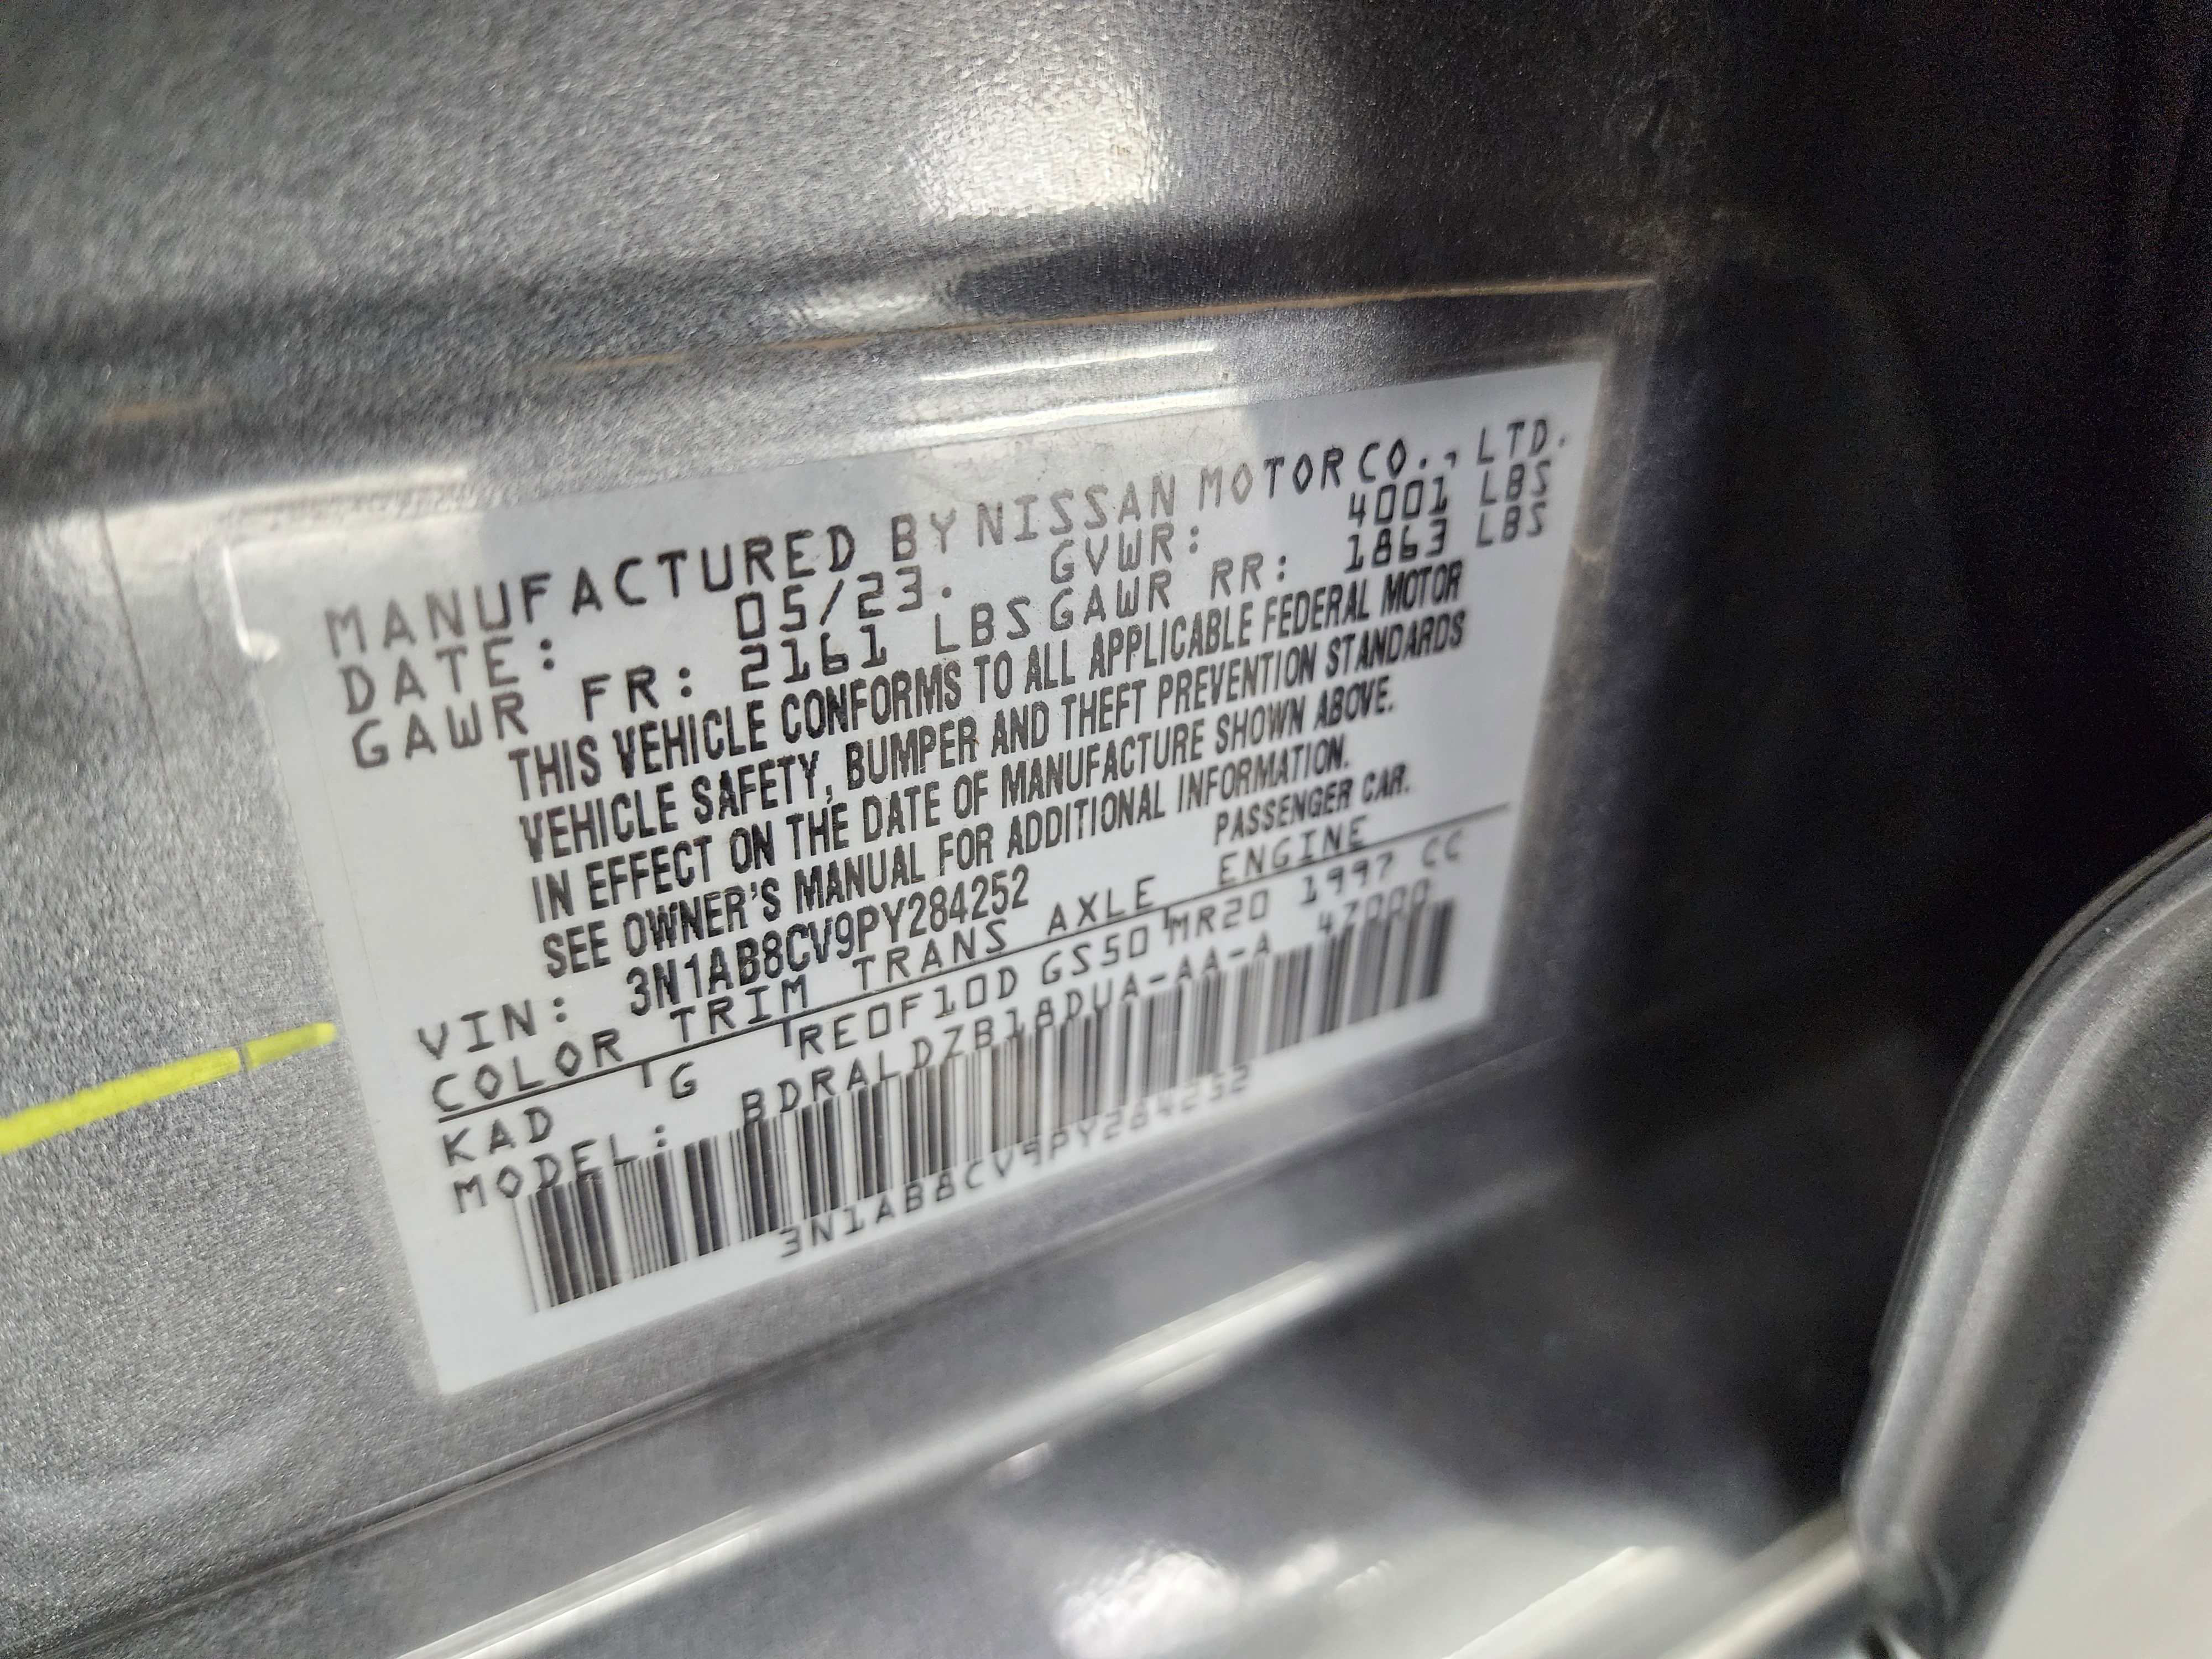 MANUFACTURED BY NISSAN MOTOR CO., LTD.
DATE: 05/23. GVWR: 4001 LBS
GAWR FR: 2161 LBS GAWR RR: 1863 LBS
THIS VEHICLE CONFORMS TO ALL APPLICABLE FEDERAL MOTOR
VEHICLE SAFETY, BUMPER AND THEFT PREVENTION STANDARDS
IN EFFECT ON THE DATE OF MANUFACTURE SHOWN ABOVE.
SEE OWNER'S MANUAL FOR ADDITIONAL INFORMATION.
VIN: 3N1AB8CV9PY284252 PASSENGER CAR.
COLOR TRIM TRANS AXLE ENGINE
KAD G RE0F10D GS50 MR20 1997 CC
MODEL: BDRALDZB18DUA-AA-A
3N1AB8CV9PY284252